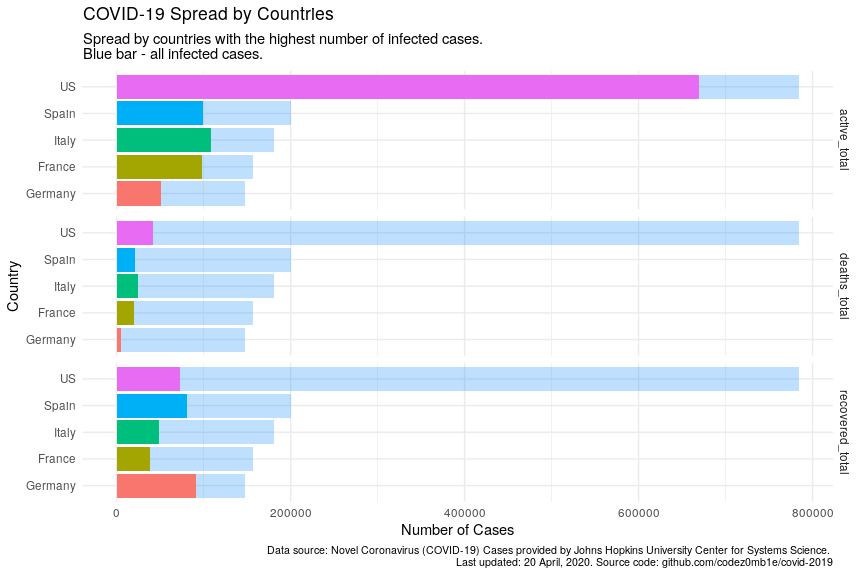 COVID-19 Spread by Countries
Spread by countries with the highest number of infected cases.
Blue bar - all infected cases.
Country
US
Spain
Italy
France
Germany
active_total
US
Spain
Italy
France
Germany
deaths_total
US
Spain
Italy
France
Germany
recovered_total
0 200000 400000 600000 800000
Number of Cases
Data source: Novel Coronavirus (COVID-19) Cases provided by Johns Hopkins University Center for Systems Science.
Last updated: 20 April, 2020. Source code: github.com/codez0mb1e/covid-2019